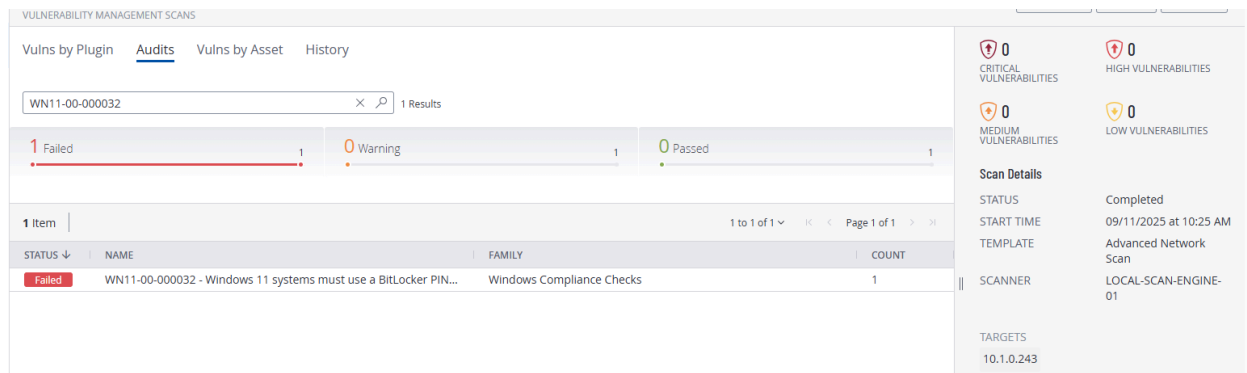 VULNERABILITY MANAGEMENT SCANS
Vulns by Plugin Audits Vulns by Asset History
WN11-00-000032
1 Results
1 Failed 1
0 Warning 1
0 Passed 1
1 Item
1 to 1 of 1 Page 1 of 1
STATUS NAME FAMILY COUNT
Failed WN11-00-000032 - Windows 11 systems must use a BitLocker PIN... Windows Compliance Checks 1
0
CRITICAL
VULNERABILITIES
0
HIGH VULNERABILITIES
0
MEDIUM
VULNERABILITIES
0
LOW VULNERABILITIES
Scan Details
STATUS Completed
START TIME 09/11/2025 at 10:25 AM
TEMPLATE Advanced Network
Scan
SCANNER LOCAL-SCAN-ENGINE-
01
TARGETS
10.1.0.243